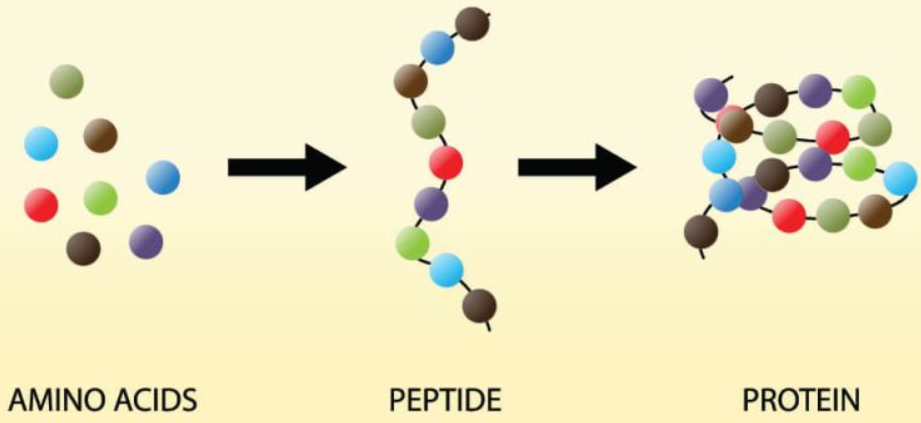 AMINO ACIDS PEPTIDE PROTEIN